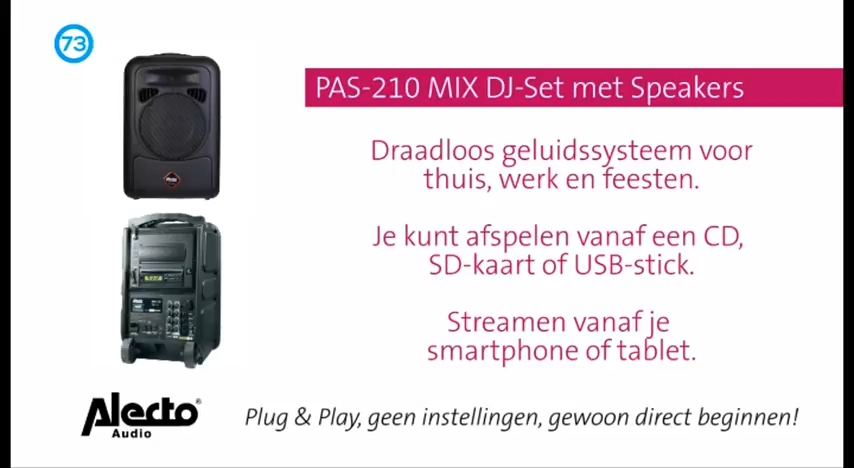 73
PAS-210 MIX DJ-Set met Speakers
Draadloos geluidssysteem voor
thuis, werk en feesten.
Je kunt afspelen vanaf een CD,
SD-kaart of USB-stick.
Streamen vanaf je
smartphone of tablet.
Alecto®
Audio
Plug & Play, geen instellingen, gewoon direct beginnen!